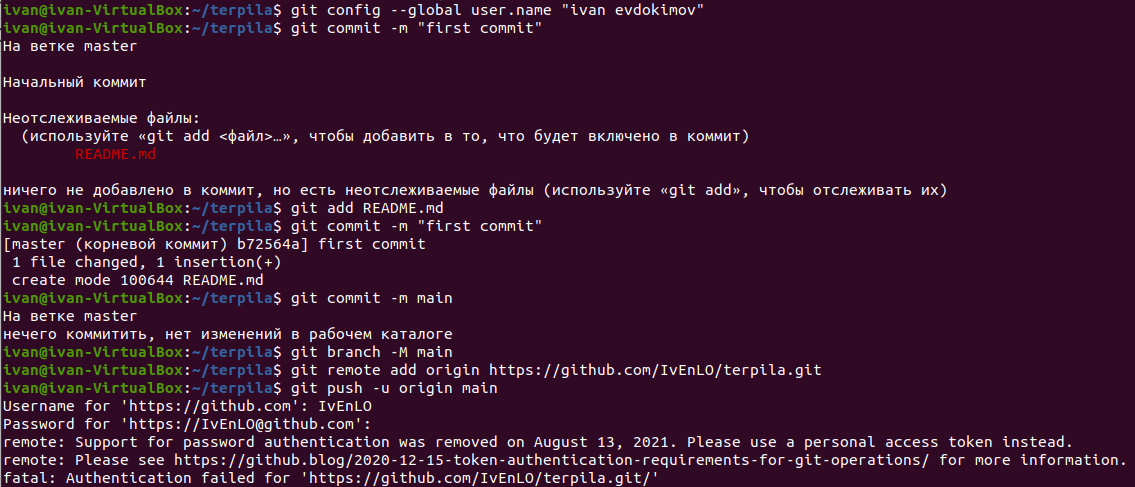 ivan@ivan-VirtualBox:~/terpila$ git config --global user.name "ivan evdokimov"
ivan@ivan-VirtualBox:~/terpila$ git commit -m "first commit"
На ветке master
Начальный коммит
Неотслеживаемые файлы:
(используйте «git add <файл>…», чтобы добавить в то, что будет включено в коммит)
README.md
ничего не добавлено в коммит, но есть неотслеживаемые файлы (используйте «git add», чтобы отслеживать их)
ivan@ivan-VirtualBox:~/terpila$ git add README.md
ivan@ivan-VirtualBox:~/terpila$ git commit -m "first commit"
[master (корневой коммит) b72564a] first commit
1 file changed, 1 insertion(+)
create mode 100644 README.md
ivan@ivan-VirtualBox:~/terpila$ git commit -m main
На ветке master
нечего коммитить, нет изменений в рабочем каталоге
ivan@ivan-VirtualBox:~/terpila$ git branch -M main
ivan@ivan-VirtualBox:~/terpila$ git remote add origin https://github.com/IvEnLO/terpila.git
ivan@ivan-VirtualBox:~/terpila$ git push -u origin main
Username for 'https://github.com': IvEnLO
Password for 'https://IvEnLO@github.com':
remote: Support for password authentication was removed on August 13, 2021. Please use a personal access token instead.
remote: Please see https://github.blog/2020-12-15-token-authentication-requirements-for-git-operations/ for more information.
fatal: Authentication failed for 'https://github.com/IvEnLO/terpila.git/'